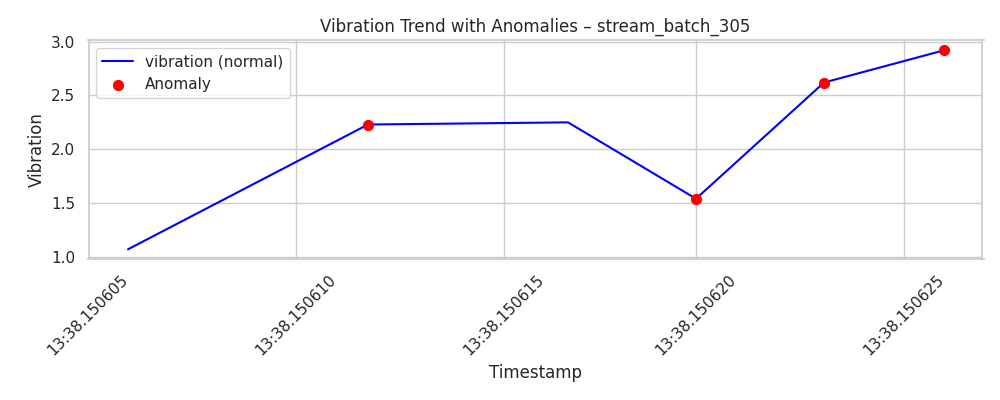 Vibration Trend with Anomalies – stream_batch_305
vibration (normal)
Anomaly
Vibration
3.0
2.5
2.0
1.5
1.0
13:38.150605
13:38.150610
13:38.150615
13:38.150620
13:38.150625
Timestamp